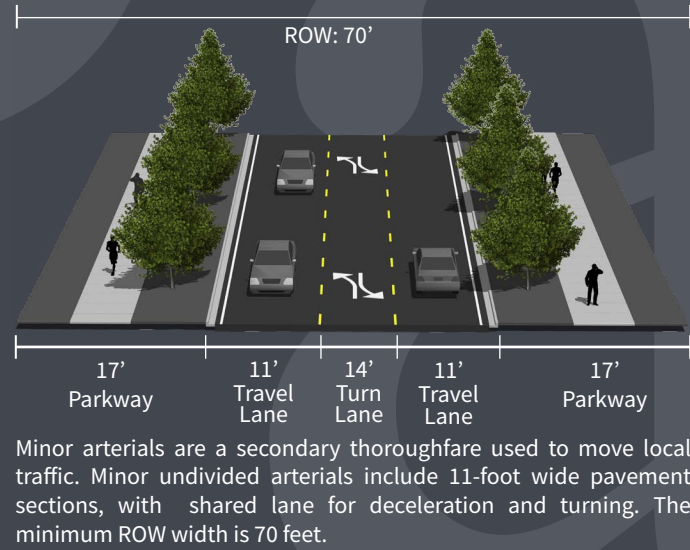 ROW: 70’
17’ 11’ 14’ 11’ 17’
Parkway Travel Lane Turn Lane Travel Lane Parkway
Minor arterials are a secondary thoroughfare used to move local
traffic. Minor undivided arterials include 11-foot wide pavement
sections, with shared lane for deceleration and turning. The
minimum ROW width is 70 feet.